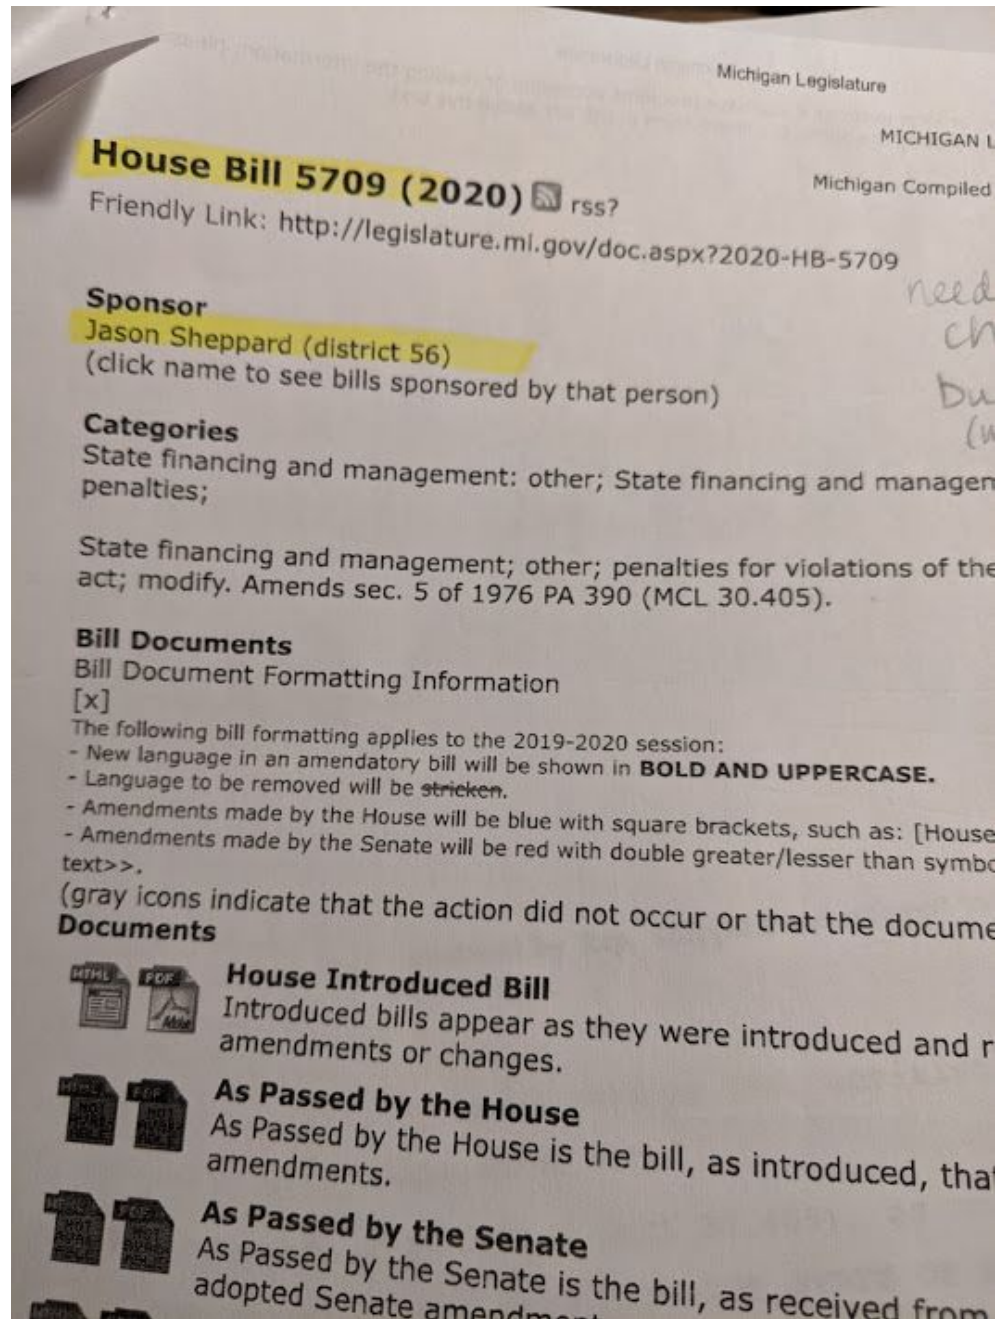 Michigan Legislature
MICHIGAN L
Michigan Compiled
House Bill 5709 (2020) rss?
Friendly Link: http://legislature.mi.gov/doc.aspx?2020-HB-5709
need
ch
bu
(w
Sponsor
Jason Sheppard (district 56)
(click name to see bills sponsored by that person)
Categories
State financing and management: other; State financing and managem
penalties;
State financing and management; other; penalties for violations of the
act; modify. Amends sec. 5 of 1976 PA 390 (MCL 30.405).
Bill Documents
Bill Document Formatting Information
[x]
The following bill formatting applies to the 2019-2020 session:
- New language in an amendatory bill will be shown in BOLD AND UPPERCASE.
- Language to be removed will be stricken.
- Amendments made by the House will be blue with square brackets, such as: [House
- Amendments made by the Senate will be red with double greater/lesser than symbo
text>>.
(gray icons indicate that the action did not occur or that the docume
Documents
HTML PDF
House Introduced Bill
Introduced bills appear as they were introduced and r
amendments or changes.
As Passed by the House
As Passed by the House is the bill, as introduced, that
amendments.
As Passed by the Senate
As Passed by the Senate is the bill, as received from
adopted Senate amendment